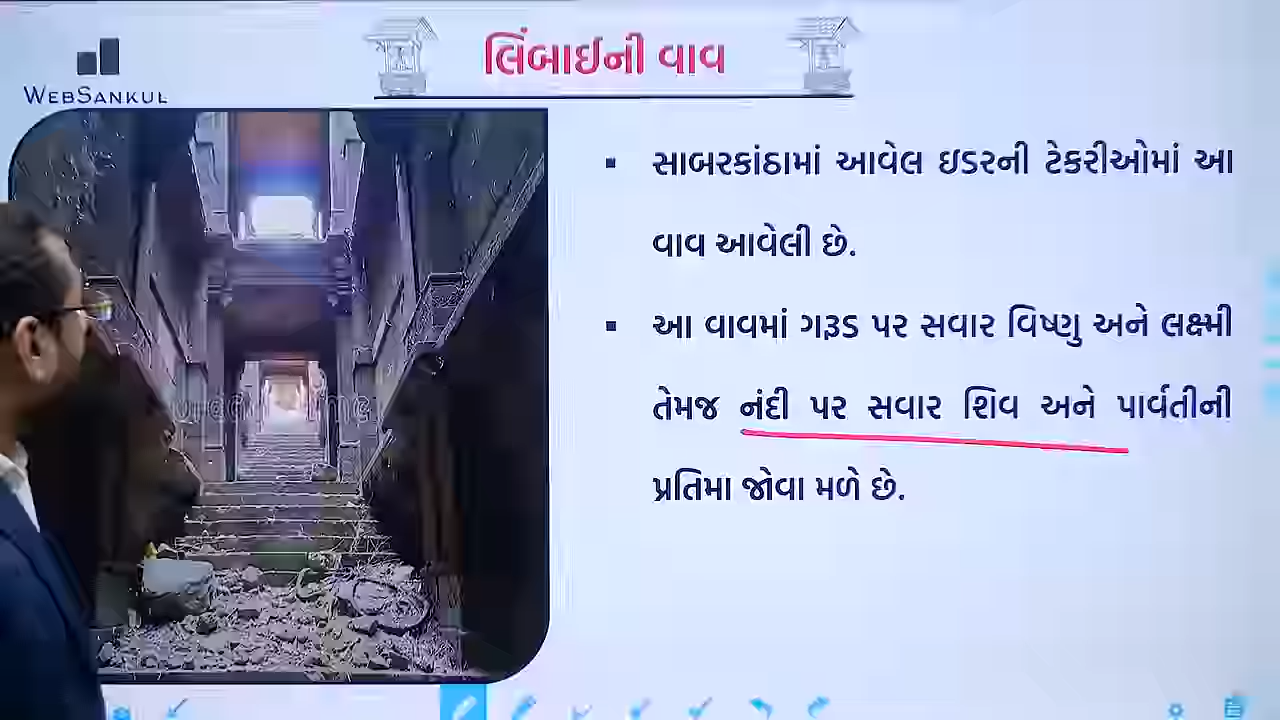 લિંબાઈની વાવ
WEBSANKUL
સાબરકાંઠામાં આવેલ ઇડરની ટેકરીઓમાં આ
વાવ આવેલી છે.
આ વાવમાં ગરૂડ પર સવાર વિષ્ણુ અને લક્ષ્મી
તેમજ નંદી પર સવાર શિવ અને પાર્વતીની
પ્રતિમા જોવા મળે છે.